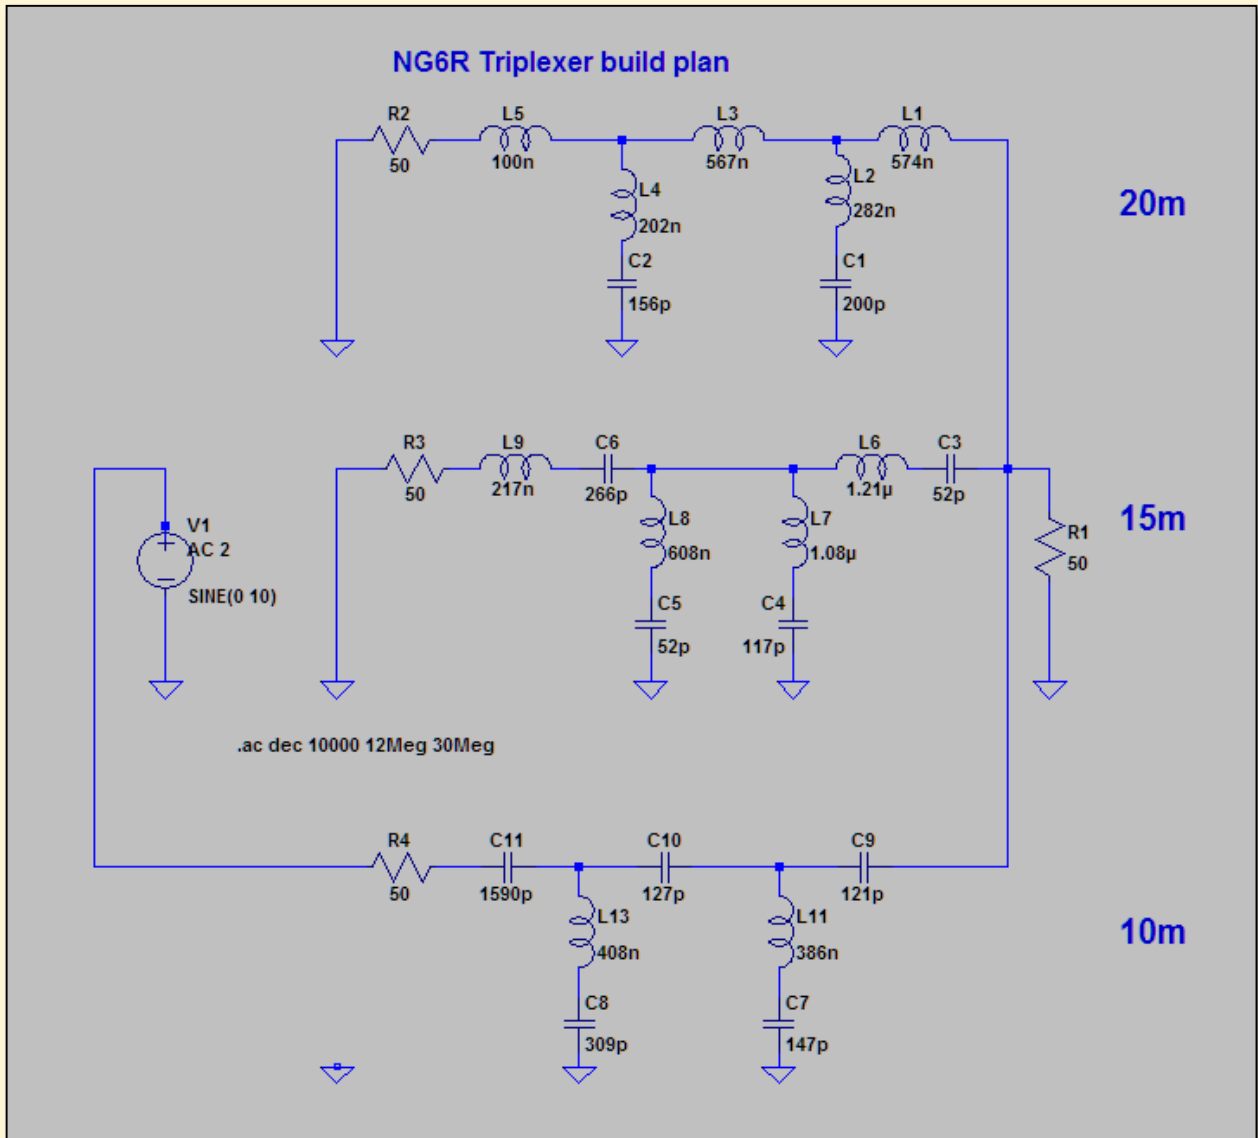 NG6R Triplexer build plan
R2
50
L5
100n
L3
567n
L1
574n
L4
202n
L2
282n
C2
156p
C1
200p
20m
R3
50
L9
217n
C6
266p
L6
1.21µ
C3
52p
L8
608n
L7
1.08µ
C5
52p
C4
117p
R1
50
15m
V1
AC 2
SINE(0 10)
.ac dec 10000 12Meg 30Meg
R4
50
C11
1590p
C10
127p
C9
121p
L13
408n
L11
386n
C8
309p
C7
147p
10m